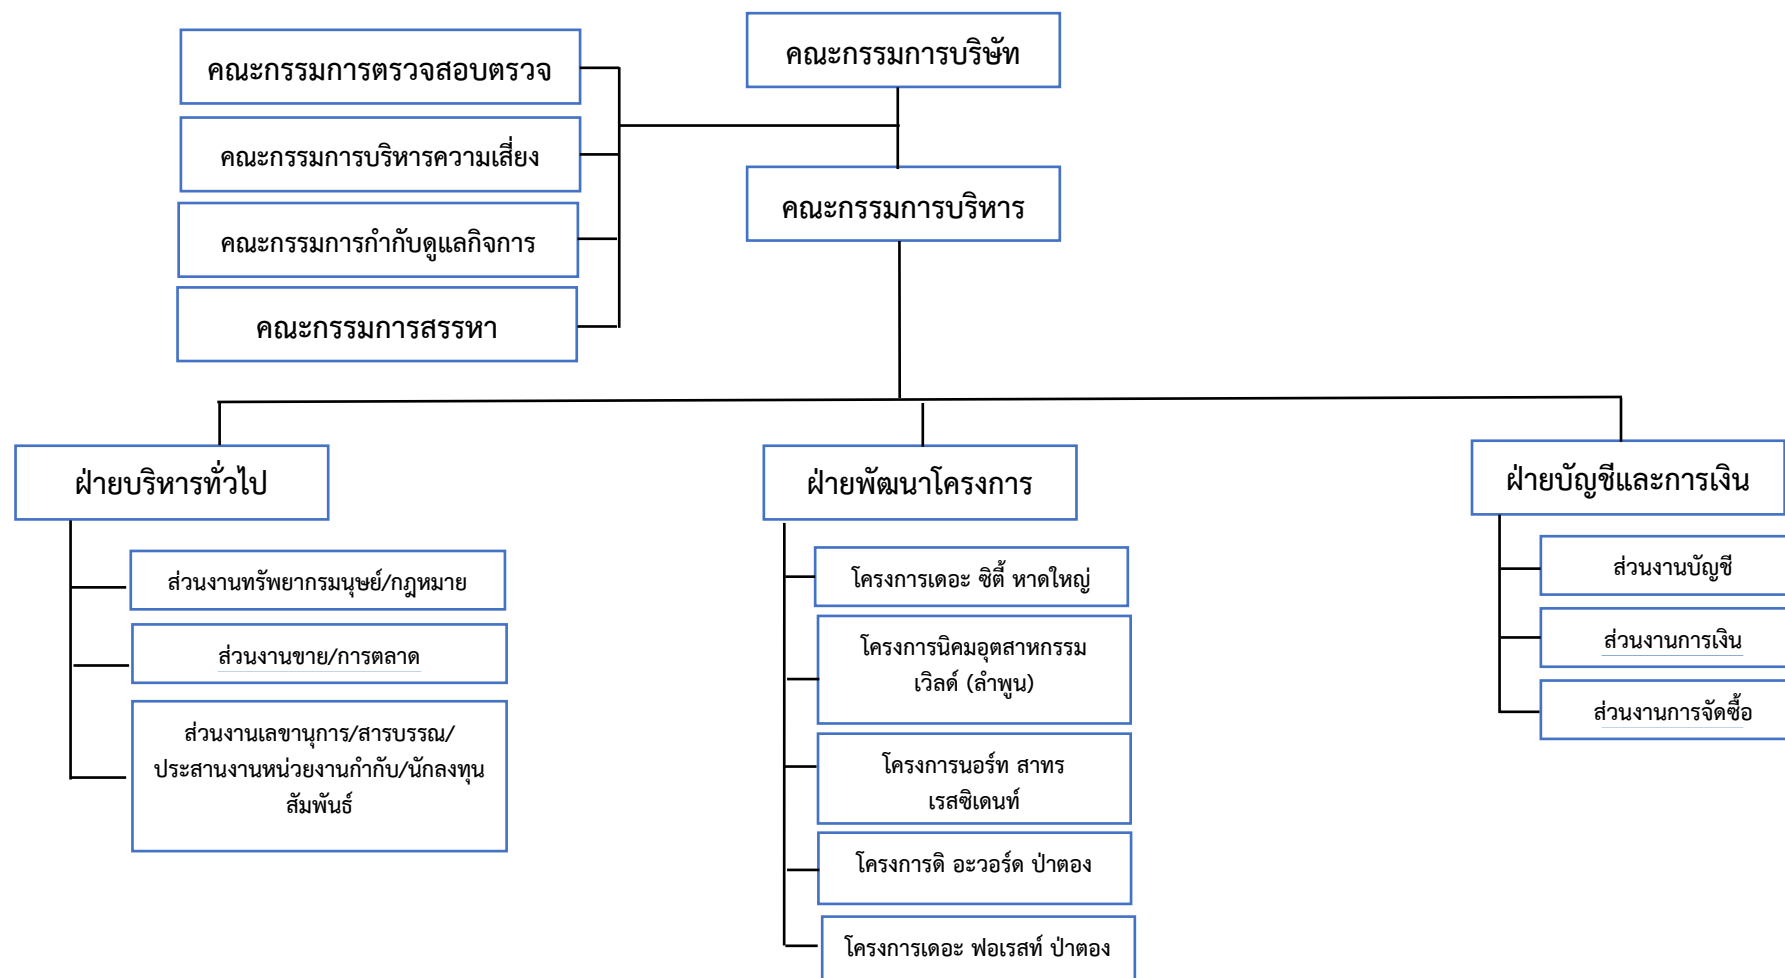 คณะกรรมการบริษัท
คณะกรรมการตรวจสอบตรวจ
คณะกรรมการบริหารความเสี่ยง
คณะกรรมการกำกับดูแลกิจการ
คณะกรรมการสรรหา
คณะกรรมการบริหาร
ฝ่ายบริหารทั่วไป
ส่วนงานทรัพยากรมนุษย์/กฎหมาย
ส่วนงานขาย/การตลาด
ส่วนงานเลขานุการ/สารบรรณ/
ประสานงานหน่วยงานกำกับ/นักลงทุน
สัมพันธ์
ฝ่ายพัฒนาโครงการ
โครงการเดอะ ซิตี้ หาดใหญ่
โครงการนิคมอุตสาหกรรม
เวิลด์ (ลำพูน)
โครงการนอร์ท สาทร
เรสซิเดนท์
โครงการดิ อะวอร์ด ป่าตอง
โครงการเดอะ ฟอเรสท์ ป่าตอง
ฝ่ายบัญชีและการเงิน
ส่วนงานบัญชี
ส่วนงานการเงิน
ส่วนงานการจัดซื้อ